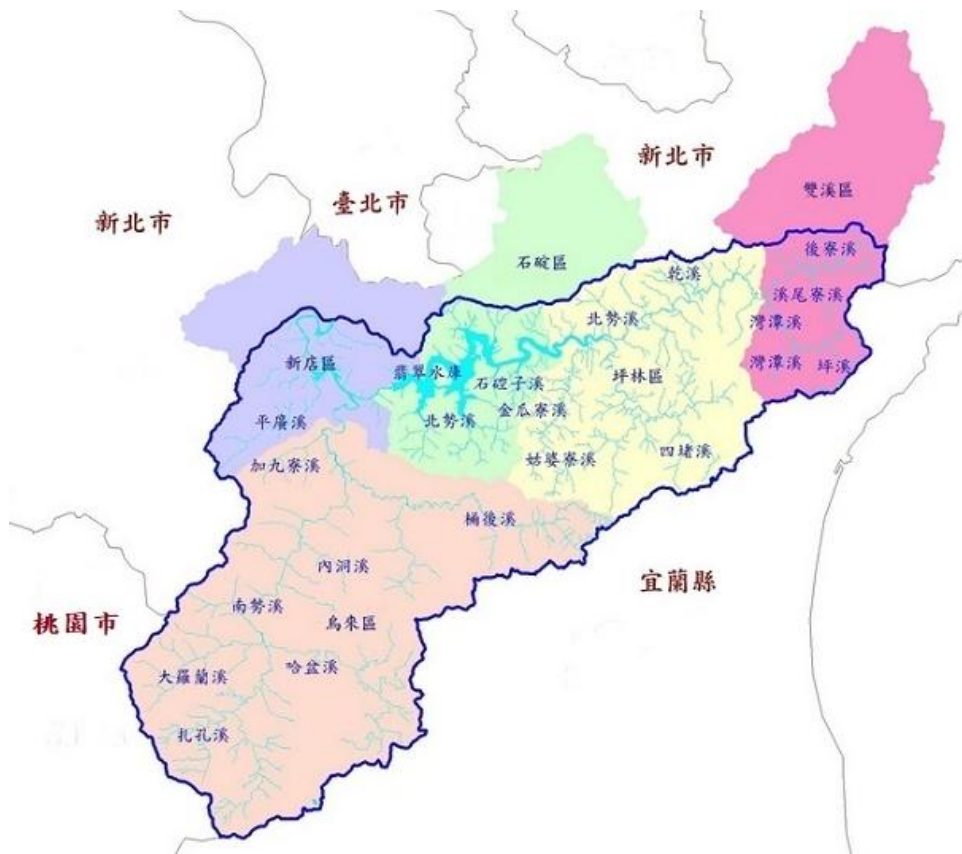 新北市
雙溪區
臺北市
新北市
後寮溪
石碇區
乾溪
溪尾寮溪
北勢溪
灣潭溪
新店區
翡翠水庫
石𥕢子溪
坪林區
灣潭溪
坪溪
金瓜寮溪
平廣溪
北勢溪
姑婆寮溪
四堵溪
加九寮溪
桶後溪
內洞溪
宜蘭縣
南勢溪
桃園市
烏來區
哈盆溪
大羅蘭溪
扎孔溪